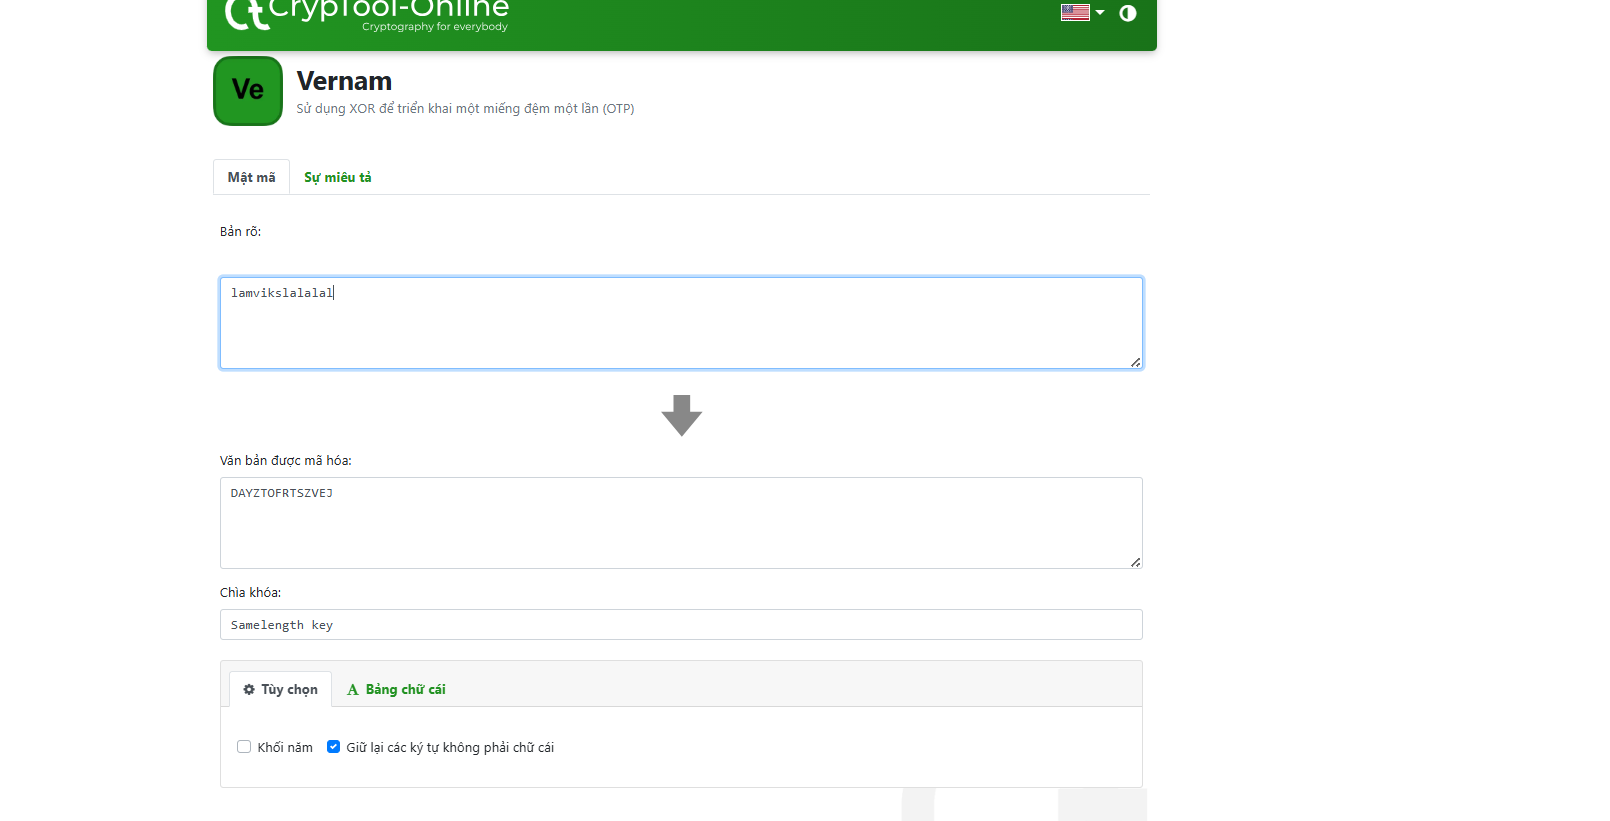 CrypTool-Online
Cryptography for everybody
Ve
Vernam
Sử dụng XOR để triển khai một miếng đệm một lần (OTP)
Mật mã
Sự miêu tả
Bản rõ:
lamvikslalalal
Văn bản được mã hóa:
DAYZTOFRTSZVEJ
Chìa khóa:
Samelength key
Tùy chọn
A Bảng chữ cái
Khối năm
Giữ lại các ký tự không phải chữ cái